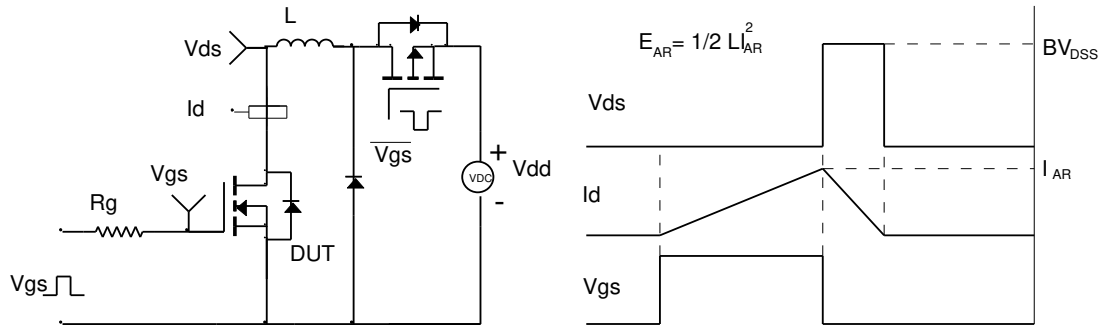 L
Vds
Id
Vgs
Vgs
Rg
DUT
Vgs
VDC
+
-
Vdd
E_AR= 1/2 LI_AR^2
Vds
BV_DSS
Id
I_AR
Vgs